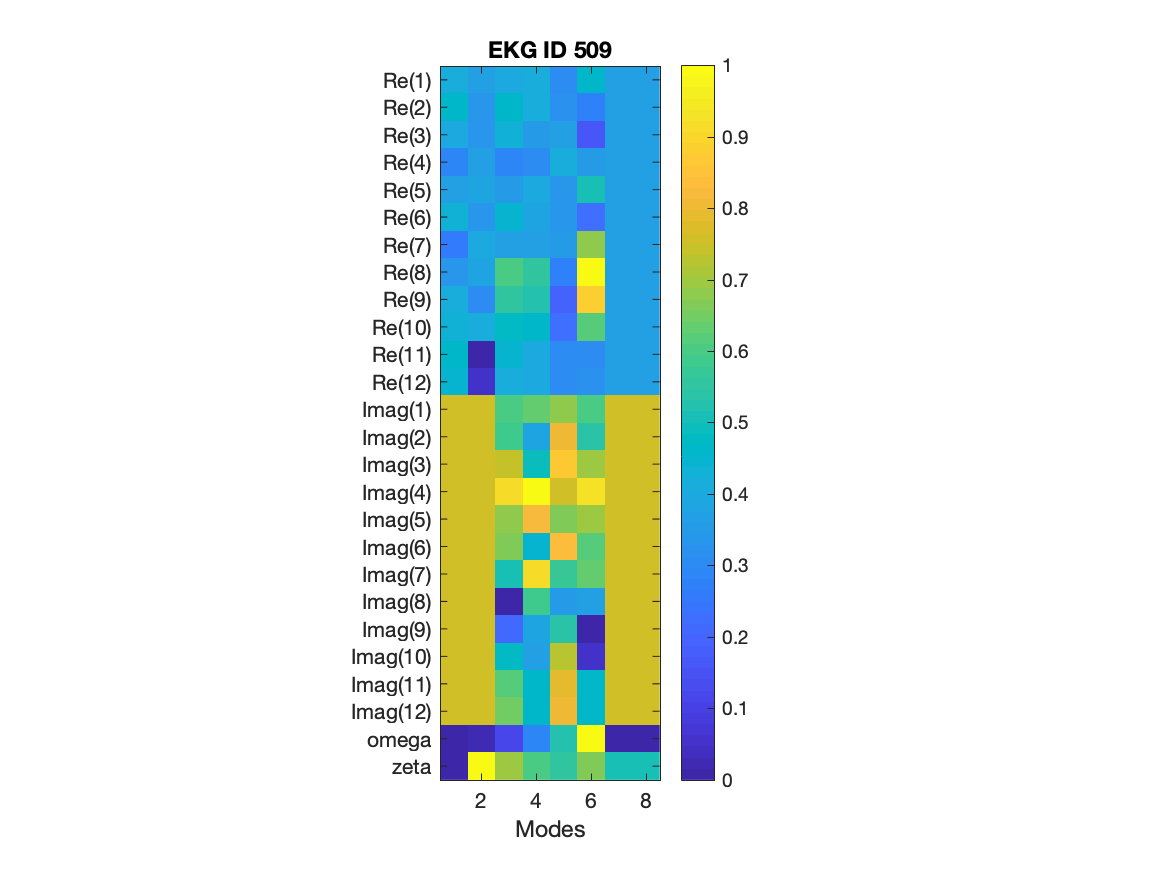 EKG ID 509
Re(1)
Re(2)
Re(3)
Re(4)
Re(5)
Re(6)
Re(7)
Re(8)
Re(9)
Re(10)
Re(11)
Re(12)
Imag(1)
Imag(2)
Imag(3)
Imag(4)
Imag(5)
Imag(6)
Imag(7)
Imag(8)
Imag(9)
Imag(10)
Imag(11)
Imag(12)
omega
zeta
2 4 6 8
Modes
1
0.9
0.8
0.7
0.6
0.5
0.4
0.3
0.2
0.1
0